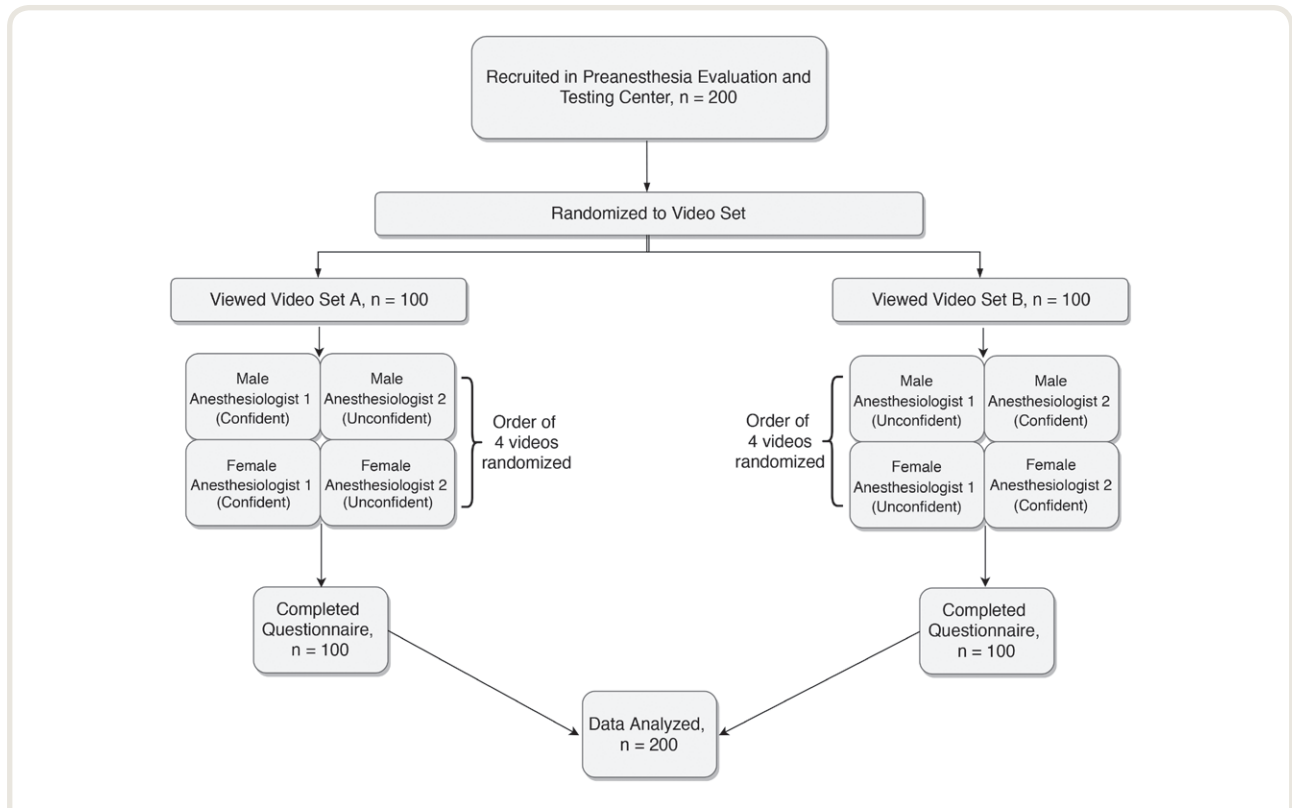 Recruited in Preanesthesia Evaluation and
Testing Center, n = 200
Randomized to Video Set
Viewed Video Set A, n = 100
Viewed Video Set B, n = 100
Male
Anesthesiologist 1
(Confident)
Male
Anesthesiologist 2
(Unconfident)
Female
Anesthesiologist 1
(Confident)
Female
Anesthesiologist 2
(Unconfident)
Order of
4 videos
randomized
Order of
4 videos
randomized
Male
Anesthesiologist 1
(Unconfident)
Male
Anesthesiologist 2
(Confident)
Female
Anesthesiologist 1
(Unconfident)
Female
Anesthesiologist 2
(Confident)
Completed
Questionnaire,
n = 100
Completed
Questionnaire,
n = 100
Data Analyzed,
n = 200